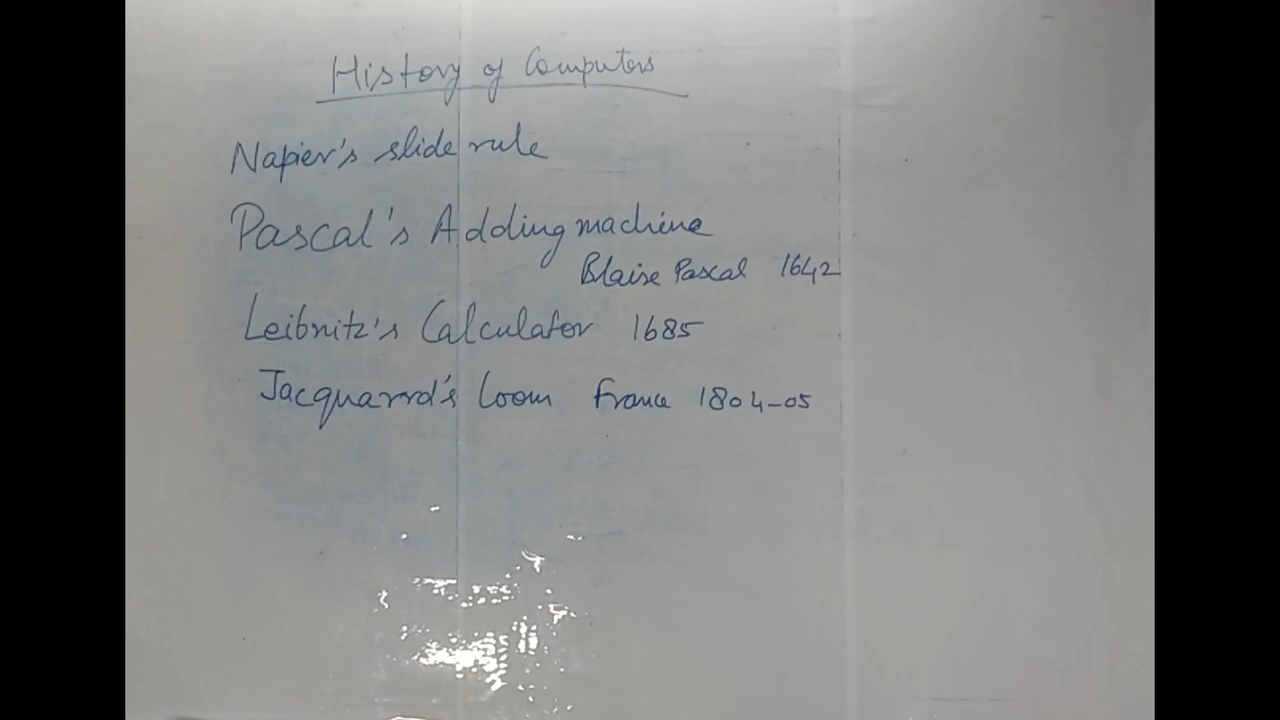 History of Computers
Napier's slide rule
Pascal's Adding machine
Blaise Pascal 1642
Leibnitz's Calculator 1685
Jacquard's loom France 1804-05